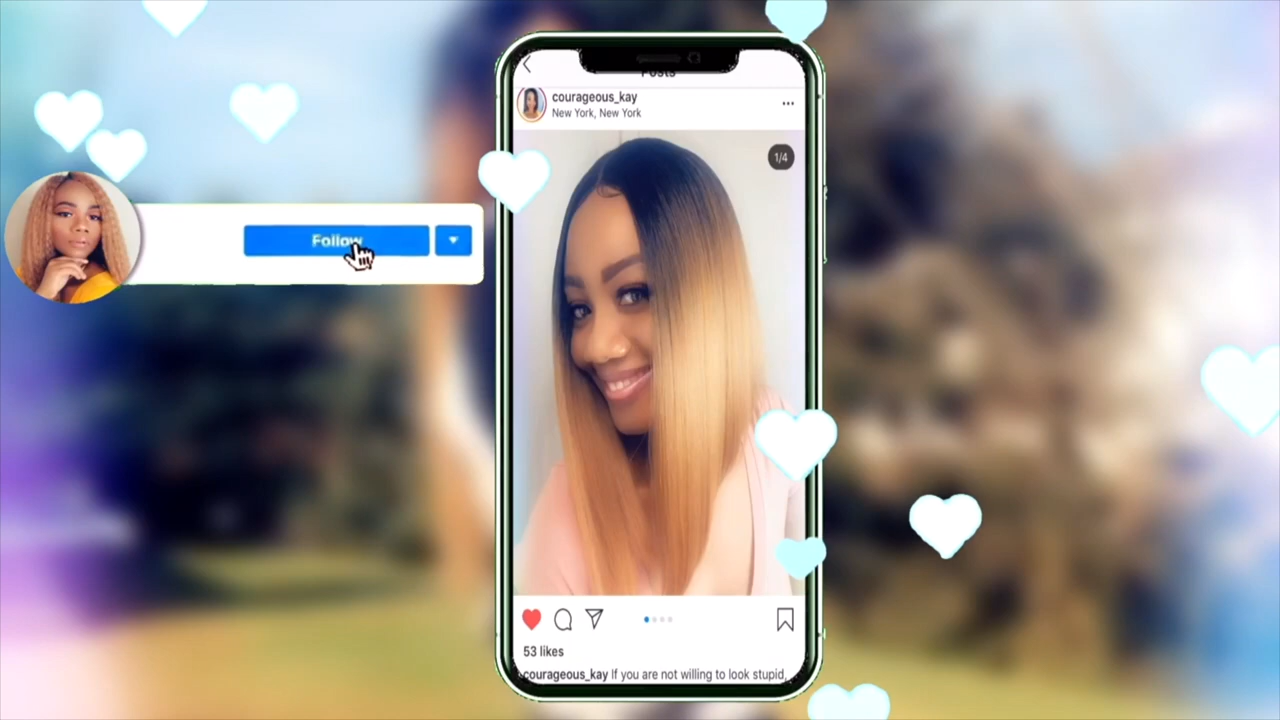 Posts
courageous_kay
New York, New York
1/4
Follow
53 likes
courageous_kay If you are not willing to look stupid,